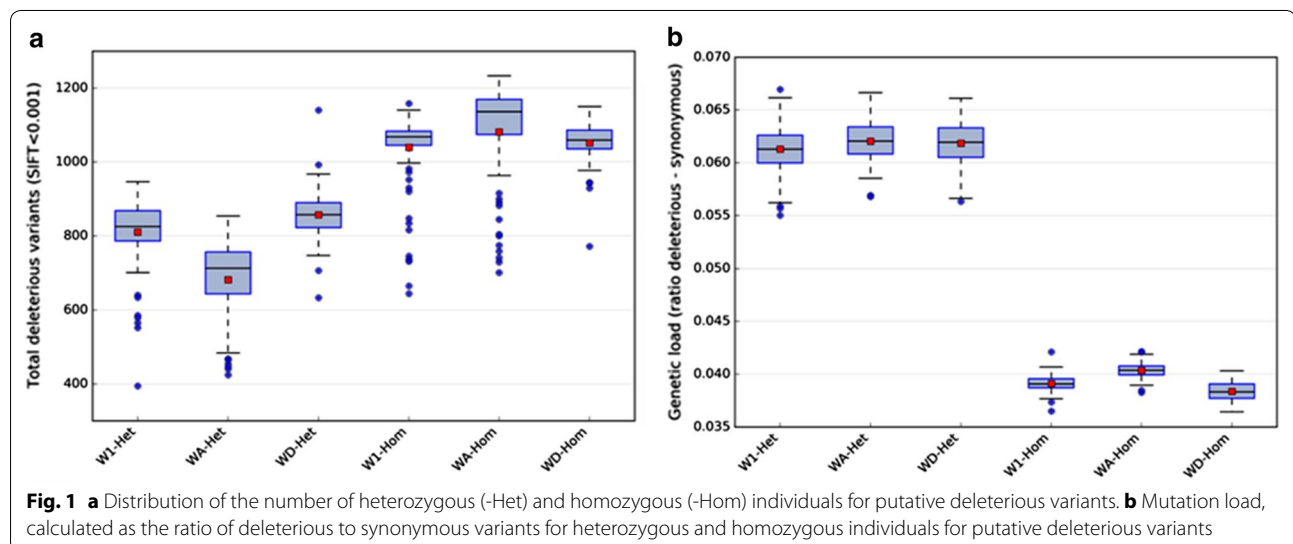 a
Total deleterious variants (SIFT<0.001)
1200
1000
800
600
400
W1-Het
WA-Het
WD-Het
W1-Hom
WA-Hom
WD-Hom
b
Genetic load (ratio deleterious - synonymous)
0.070
0.065
0.060
0.055
0.050
0.045
0.040
0.035
W1-Het
WA-Het
WD-Het
W1-Hom
WA-Hom
WD-Hom
Fig. 1 a Distribution of the number of heterozygous (-Het) and homozygous (-Hom) individuals for putative deleterious variants. b Mutation load,
calculated as the ratio of deleterious to synonymous variants for heterozygous and homozygous individuals for putative deleterious variants